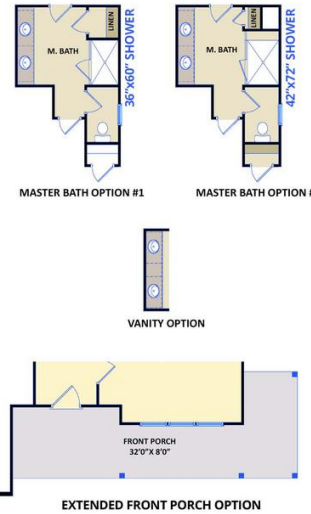 LINEN
M. BATH
36"x60" SHOWER
MASTER BATH OPTION #1
LINEN
M. BATH
42"x72" SHOWER
MASTER BATH OPTION #
VANITY OPTION
FRONT PORCH
32'0"X 8'0"
EXTENDED FRONT PORCH OPTION